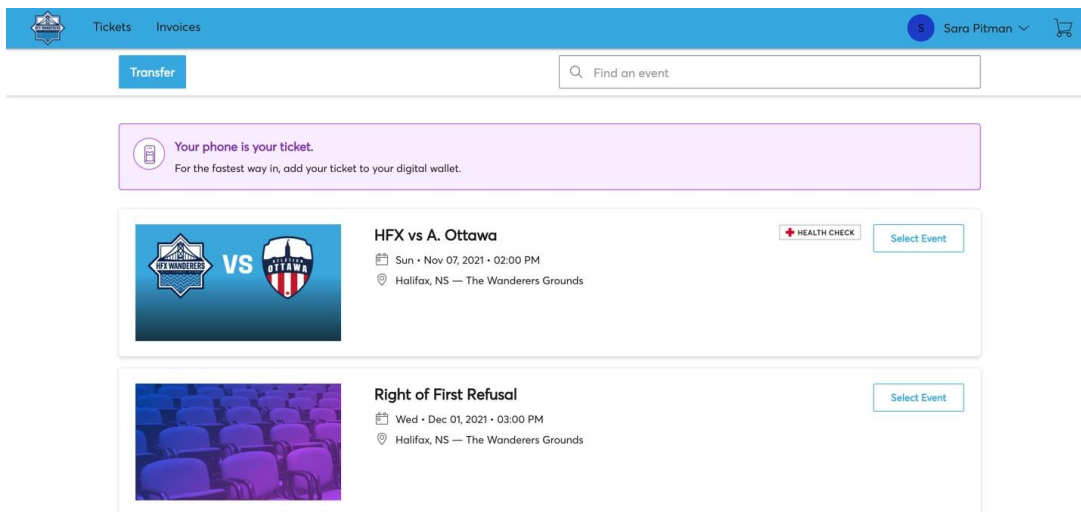 HFX WANDERERS
Tickets Invoices
S Sara Pitman
Transfer
Find an event
Your phone is your ticket.
For the fastest way in, add your ticket to your digital wallet.
HFX WANDERERS VS ATLÉTICO OTTAWA
HFX vs A. Ottawa
Sun • Nov 07, 2021 • 02:00 PM
Halifax, NS — The Wanderers Grounds
HEALTH CHECK
Select Event
Right of First Refusal
Wed • Dec 01, 2021 • 03:00 PM
Halifax, NS — The Wanderers Grounds
Select Event